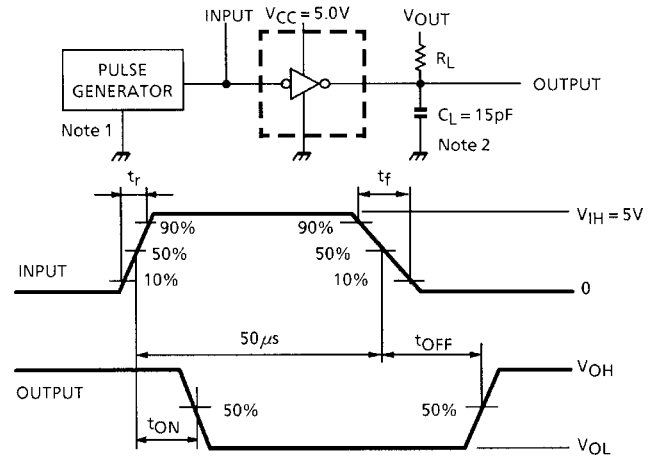 INPUT
VCC = 5.0V
VOUT
RL
PULSE
GENERATOR
OUTPUT
CL = 15pF
Note 1
Note 2
tr
tf
90%
90%
VIH = 5V
50%
50%
INPUT
10%
10%
0
50μs
tOFF
VOH
OUTPUT
50%
50%
tON
VOL